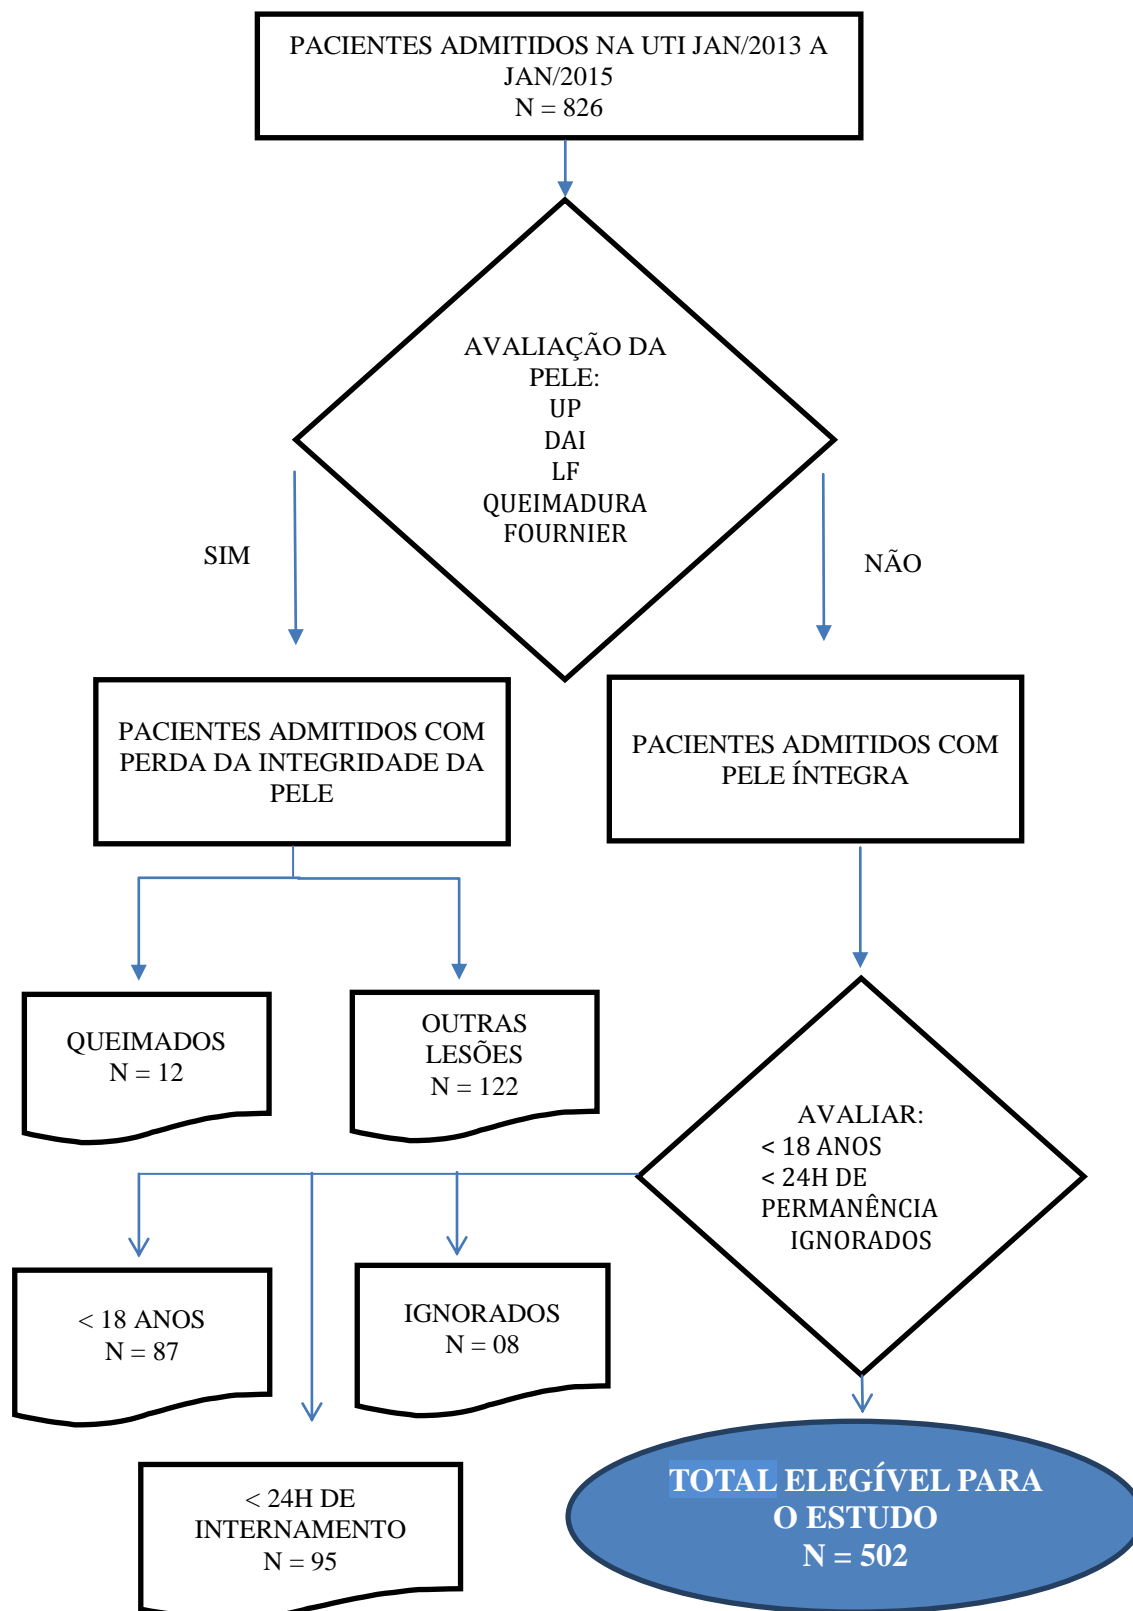 PACIENTES ADMITIDOS NA UTI JAN/2013 A
JAN/2015
N = 826
AVALIAÇÃO DA
PELE:
UP
DAI
LF
QUEIMADURA
FOURNIER
SIM
NÃO
PACIENTES ADMITIDOS COM
PERDA DA INTEGRIDADE DA
PELE
PACIENTES ADMITIDOS COM
PELE ÍNTEGRA
QUEIMADOS
N = 12
OUTRAS
LESÕES
N = 122
AVALIAR:
< 18 ANOS
< 24H DE
PERMANÊNCIA
IGNORADOS
< 18 ANOS
N = 87
IGNORADOS
N = 08
< 24H DE
INTERNAMENTO
N = 95
TOTAL ELEGÍVEL PARA
O ESTUDO
N = 502